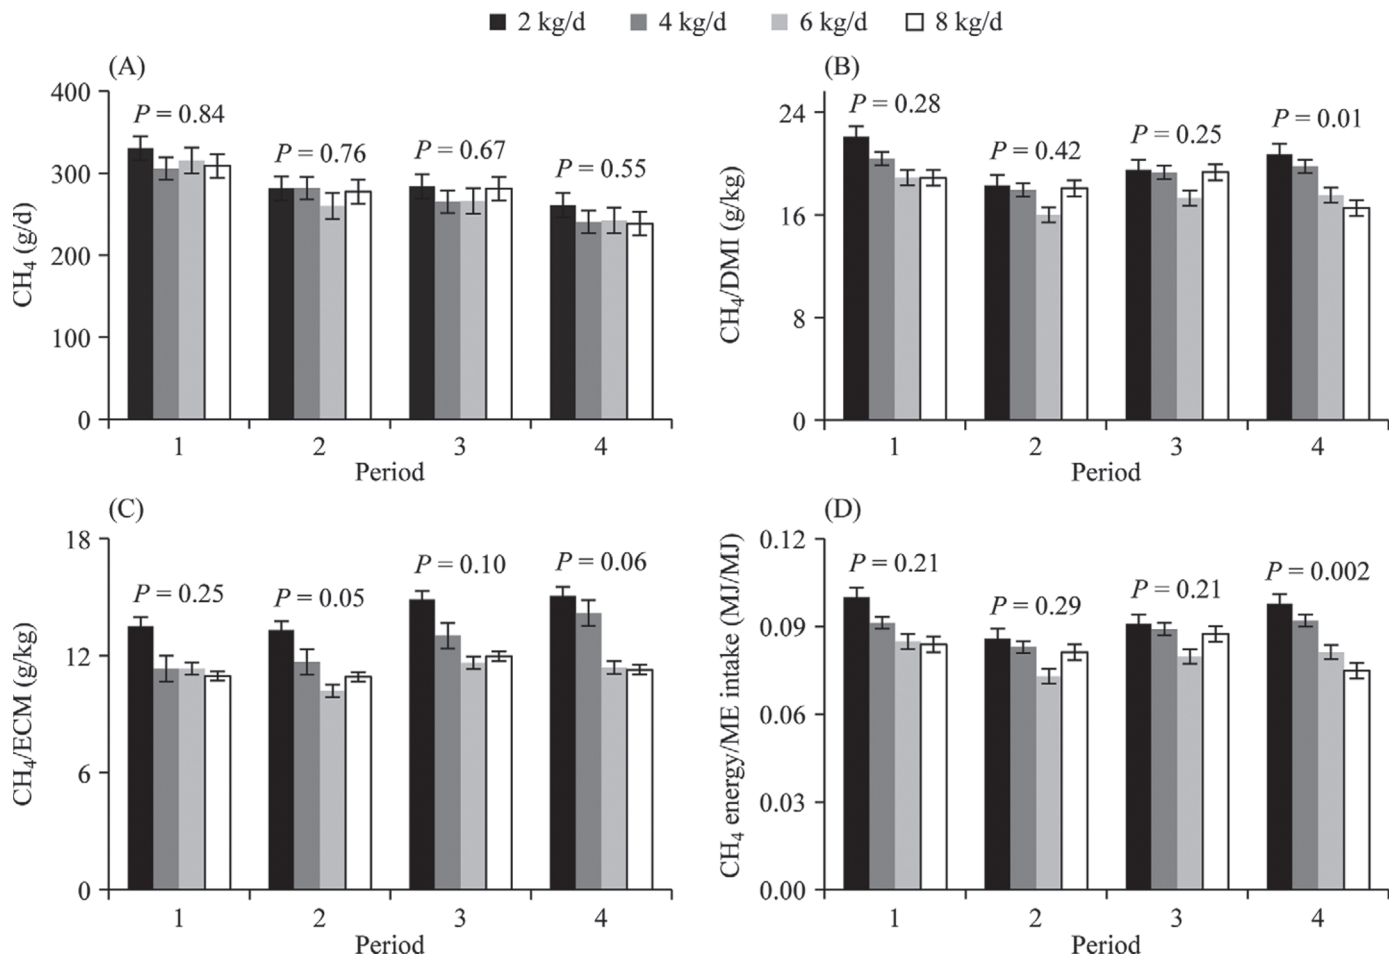 2 kg/d 4 kg/d 6 kg/d 8 kg/d
(A)
CH4 (g/d)
400
300
200
100
0
P = 0.84
P = 0.76
P = 0.67
P = 0.55
1 2 3 4
Period
(B)
CH4/DMI (g/kg)
24
16
8
0
P = 0.28
P = 0.42
P = 0.25
P = 0.01
1 2 3 4
Period
(C)
CH4/ECM (g/kg)
18
12
6
0
P = 0.25
P = 0.05
P = 0.10
P = 0.06
1 2 3 4
Period
(D)
CH4 energy/ME intake (MJ/MJ)
0.12
0.09
0.06
0.03
0.00
P = 0.21
P = 0.29
P = 0.21
P = 0.002
1 2 3 4
Period